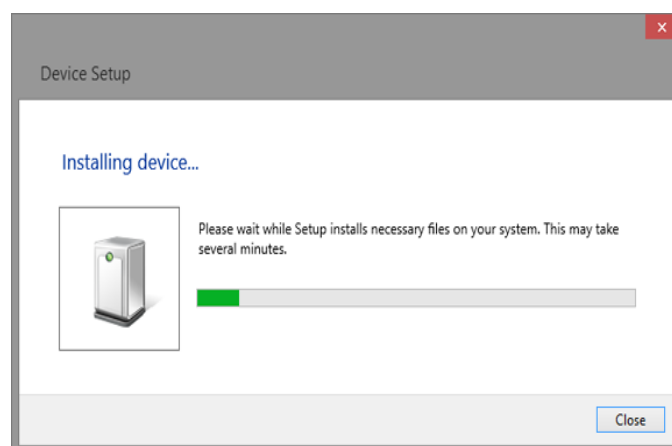 x
Device Setup
Installing device...
Please wait while Setup installs necessary files on your system. This may take
several minutes.
Close